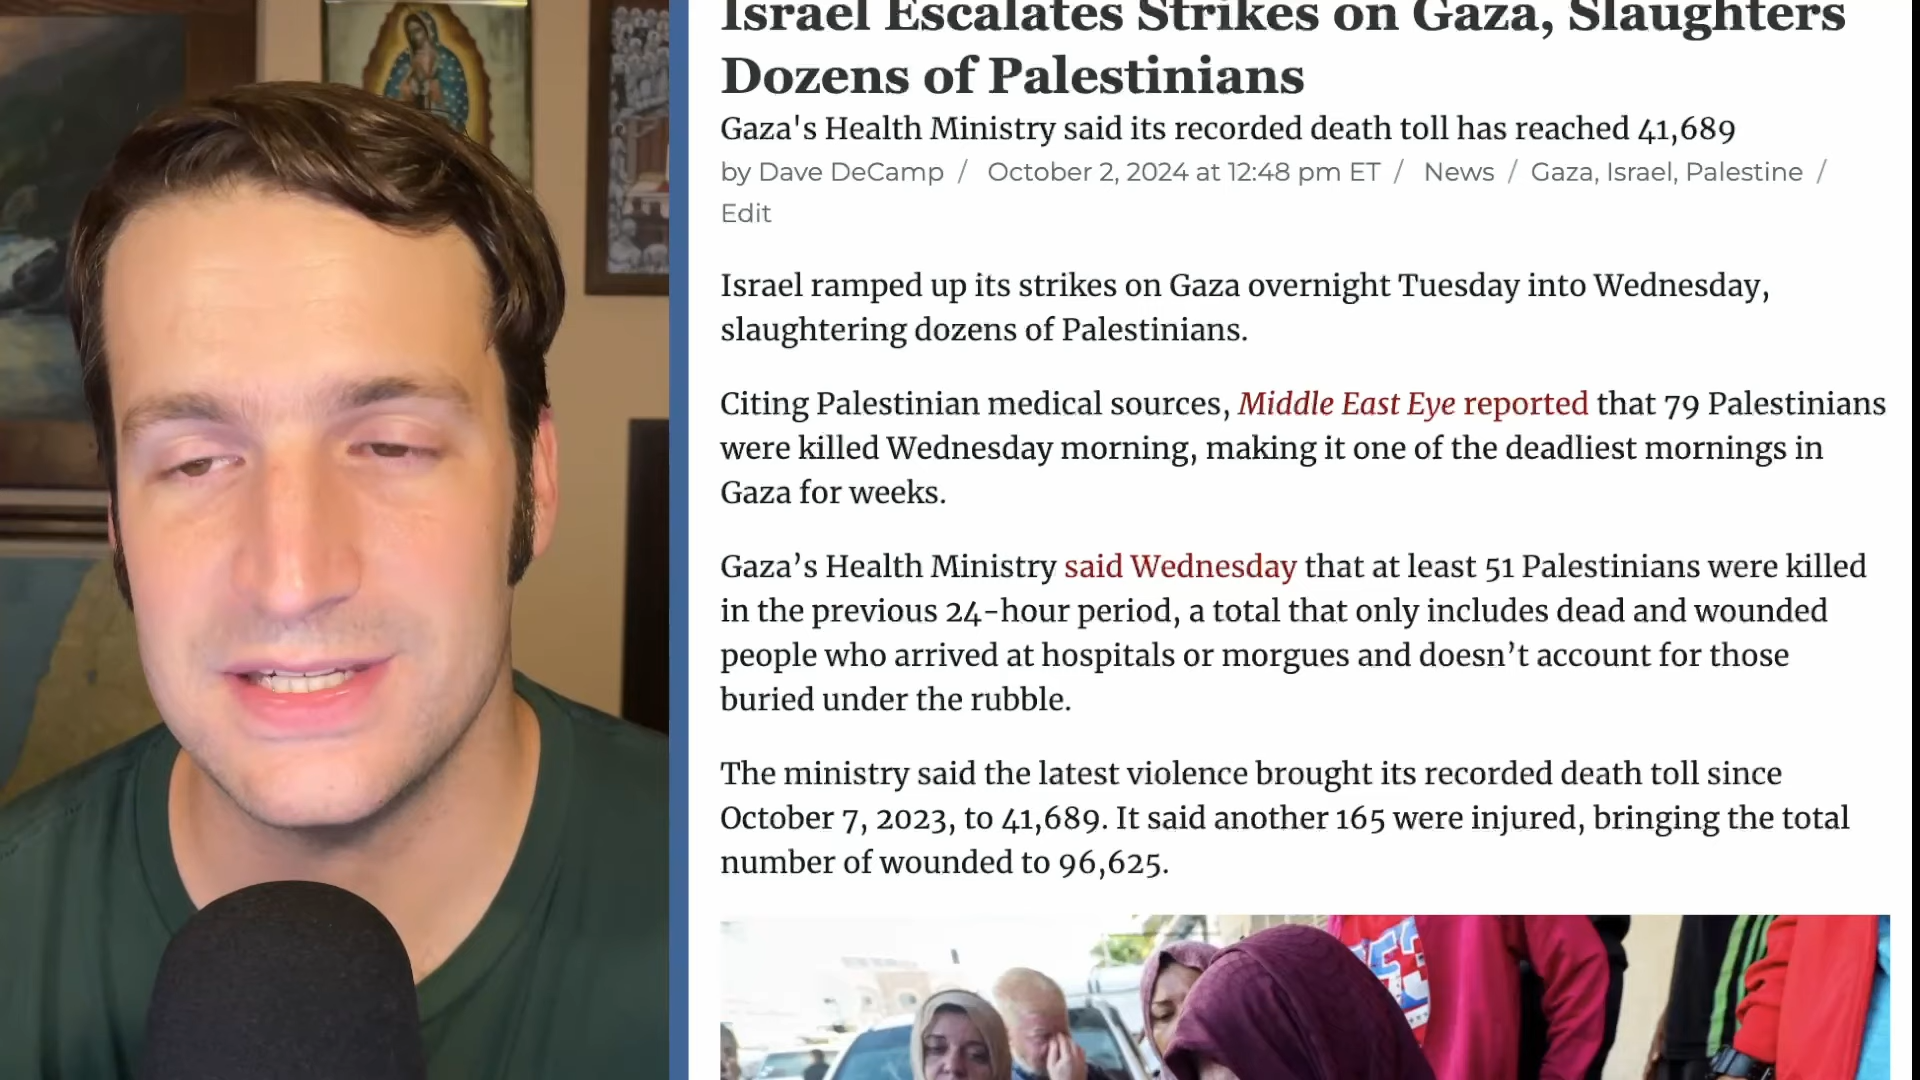 Israel Escalates Strikes on Gaza, Slaughters
Dozens of Palestinians
Gaza's Health Ministry said its recorded death toll has reached 41,689
by Dave DeCamp / October 2, 2024 at 12:48 pm ET / News / Gaza, Israel, Palestine /
Edit
Israel ramped up its strikes on Gaza overnight Tuesday into Wednesday,
slaughtering dozens of Palestinians.
Citing Palestinian medical sources, Middle East Eye reported that 79 Palestinians
were killed Wednesday morning, making it one of the deadliest mornings in
Gaza for weeks.
Gaza’s Health Ministry said Wednesday that at least 51 Palestinians were killed
in the previous 24-hour period, a total that only includes dead and wounded
people who arrived at hospitals or morgues and doesn’t account for those
buried under the rubble.
The ministry said the latest violence brought its recorded death toll since
October 7, 2023, to 41,689. It said another 165 were injured, bringing the total
number of wounded to 96,625.